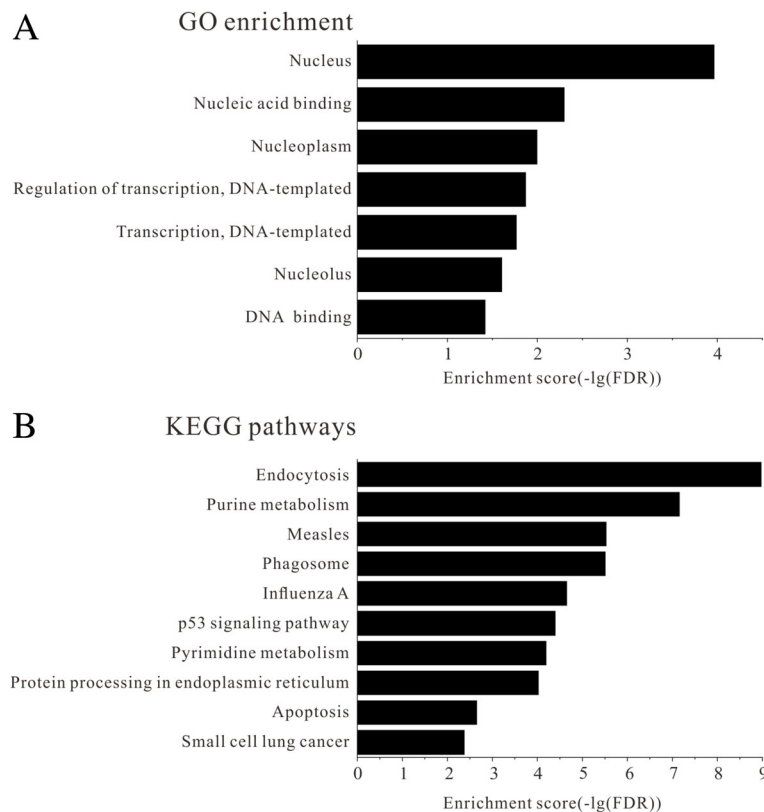 A
GO enrichment
Nucleus
Nucleic acid binding
Nucleoplasm
Regulation of transcription, DNA-templated
Transcription, DNA-templated
Nucleolus
DNA binding
0 1 2 3 4
Enrichment score(-lg(FDR))
B
KEGG pathways
Endocytosis
Purine metabolism
Measles
Phagosome
Influenza A
p53 signaling pathway
Pyrimidine metabolism
Protein processing in endoplasmic reticulum
Apoptosis
Small cell lung cancer
0 1 2 3 4 5 6 7 8 9
Enrichment score(-lg(FDR))